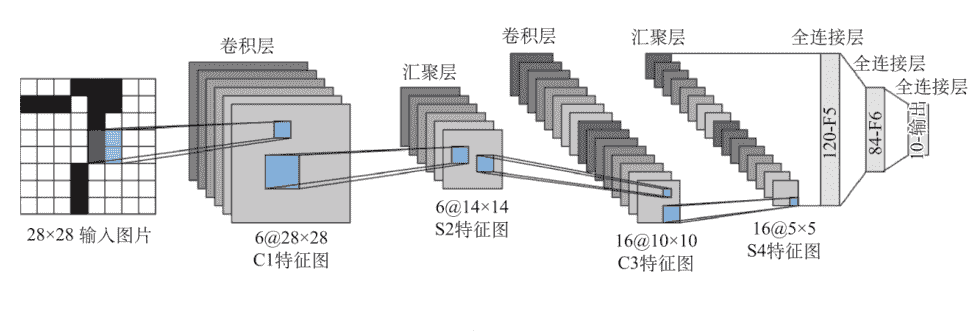 卷积层
汇聚层
卷积层
汇聚层
全连接层
全连接层
全连接层
120-F5
84-F6
10-输出
28×28 输入图片
6@28×28
C1特征图
6@14×14
S2特征图
16@10×10
C3特征图
16@5×5
S4特征图